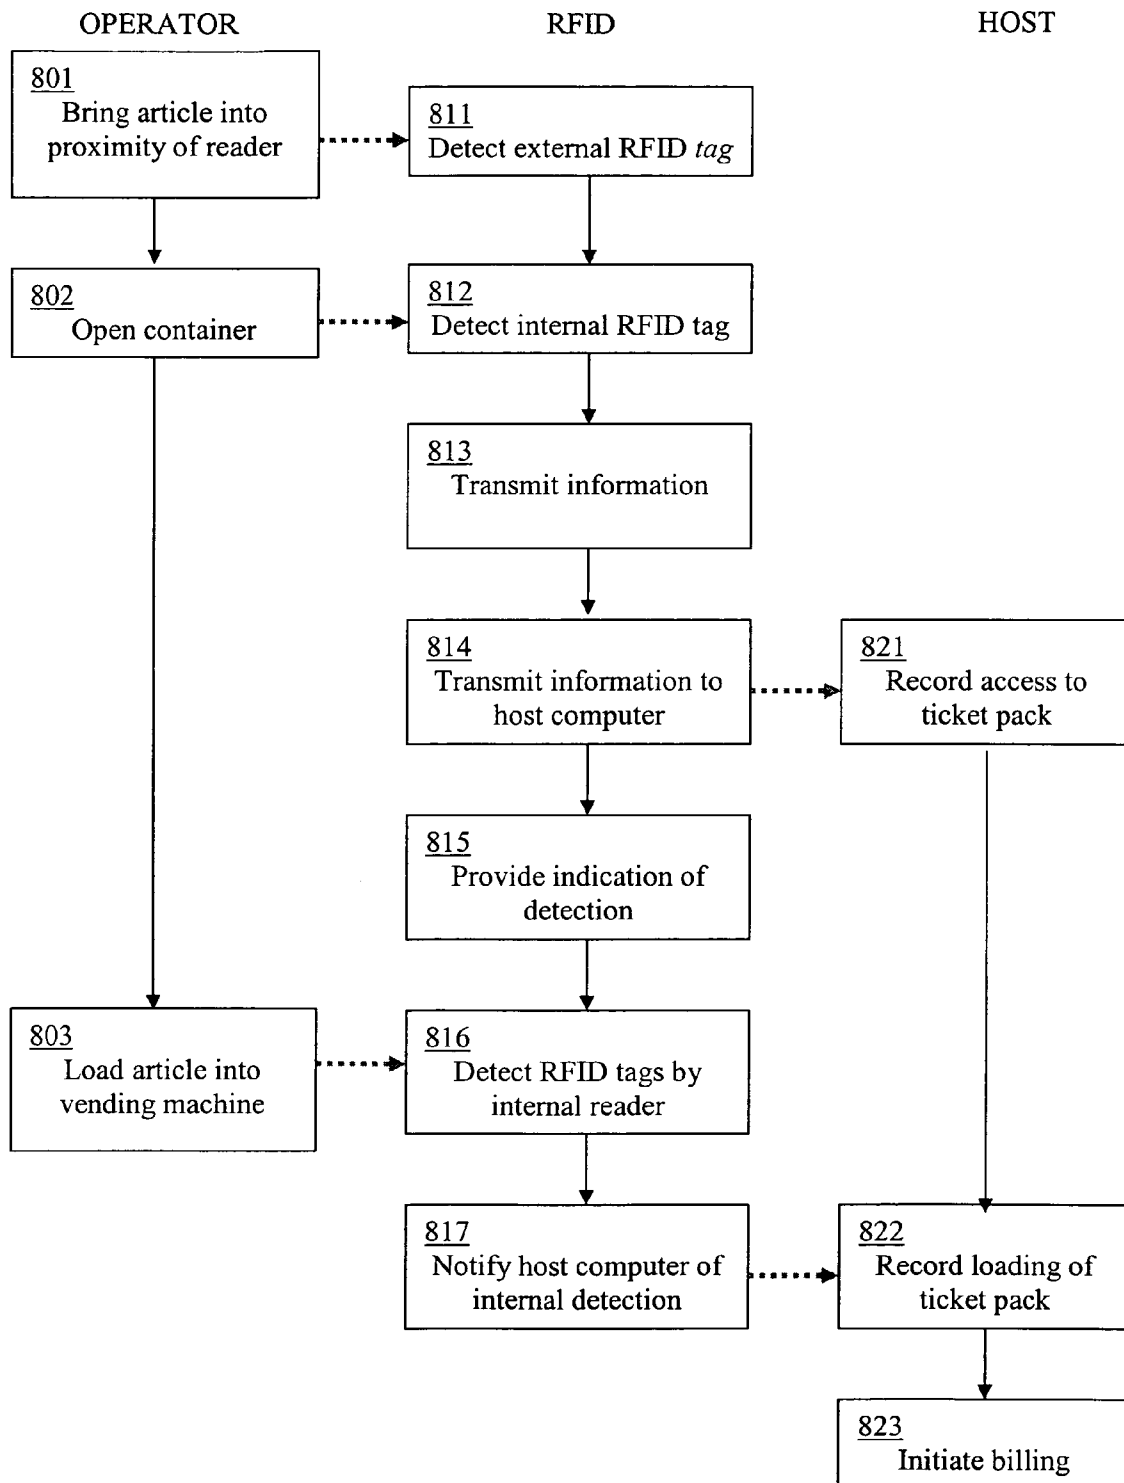 OPERATOR
RFID
HOST
801
Bring article into
proximity of reader
811
Detect external RFID tag
802
Open container
812
Detect internal RFID tag
813
Transmit information
814
Transmit information to
host computer
821
Record access to
ticket pack
815
Provide indication of
detection
803
Load article into
vending machine
816
Detect RFID tags by
internal reader
817
Notify host computer of
internal detection
822
Record loading of
ticket pack
823
Initiate billing